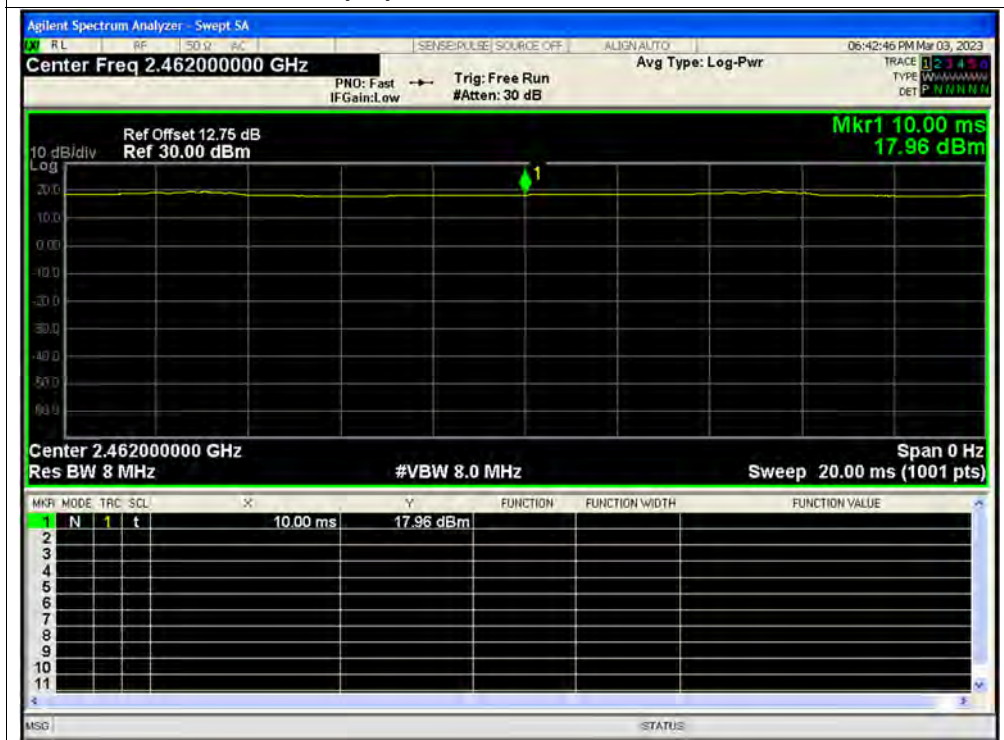 Agilent Spectrum Analyzer - Swept SA
RL RF 50 Ω AC SENSE:PULSE SOURCE OFF ALIGN AUTO 06:42:46 PM Mar 03, 2023
Center Freq 2.462000000 GHz
PNO: Fast
IFGain:Low
Trig: Free Run
#Atten: 30 dB
Avg Type: Log-Pwr
TRACE 1 2 3 4 5 6
TYPE
DET P N N N N N
Mkr1 10.00 ms
17.96 dBm
Ref Offset 12.75 dB
10 dB/div Ref 30.00 dBm
Log
1
20.0
10.0
0.00
-10.0
-20.0
-30.0
-40.0
-50.0
-60.0
Center 2.462000000 GHz Span 0 Hz
Res BW 8 MHz #VBW 8.0 MHz Sweep 20.00 ms (1001 pts)
MKR MODE TRC SCL X Y FUNCTION FUNCTION WIDTH FUNCTION VALUE
1 N 1 t 10.00 ms 17.96 dBm
2
3
4
5
6
7
8
9
10
11
MSG STATUS